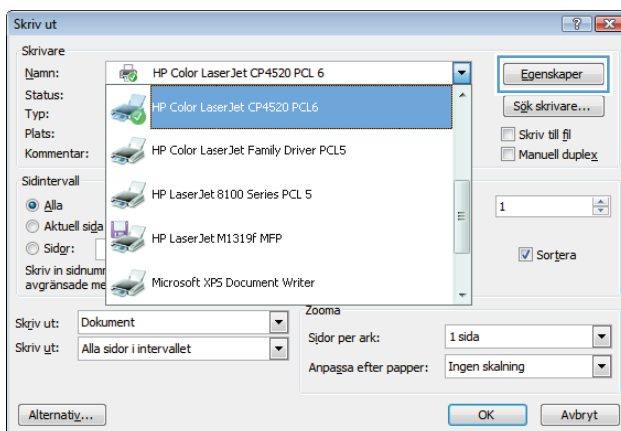 Skriv ut
Skrivare
Namn: HP Color LaserJet CP4520 PCL 6 Egenskaper
Status: HP Color LaserJet CP4520 PCL6 Sök skrivare...
Typ:
Plats: HP Color LaserJet Family Driver PCL5 Skriv till fil
Kommentar: Manuell duplex
Sidintervall HP LaserJet 8100 Series PCL 5
Alla 1
Aktuell sida HP LaserJet M1319f MFP
Sidor: Sortera
Skriv in sidnumr
avgränsade me Microsoft XPS Document Writer
Zooma
Skriv ut: Dokument Sidor per ark: 1 sida
Skriv ut: Alla sidor i intervallet Anpassa efter papper: Ingen skalning
Alternativ... OK Avbryt